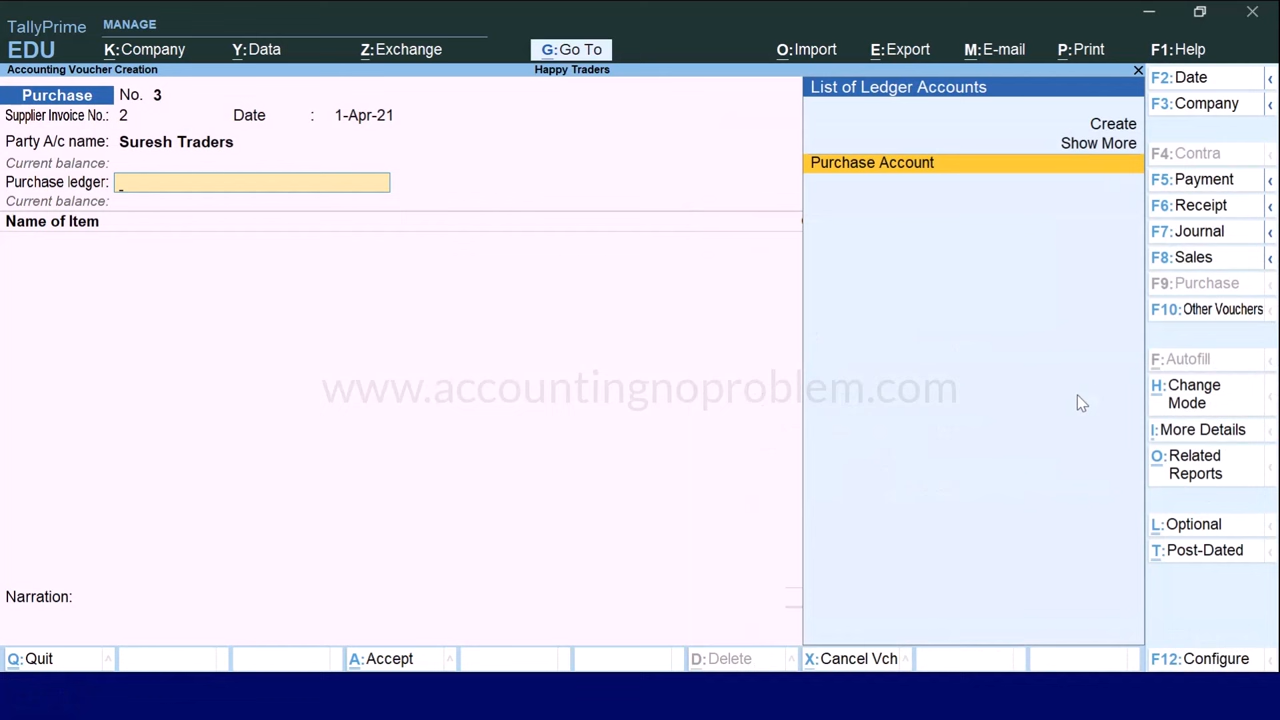 TallyPrime
EDU
MANAGE
K:Company
Y:Data
Z:Exchange
G:Go To
O:Import
E:Export
M:E-mail
P:Print
F1:Help
Accounting Voucher Creation
Happy Traders
Purchase No. 3
Supplier Invoice No.: 2 Date : 1-Apr-21
Party A/c name: Suresh Traders
Current balance:
Purchase ledger:
Current balance:
Name of Item
www.accountingnoproblem.com
Narration:
List of Ledger Accounts
Create
Show More
Purchase Account
F2:Date
F3:Company
F4:Contra
F5:Payment
F6:Receipt
F7:Journal
F8:Sales
F9:Purchase
F10:Other Vouchers
F:Autofill
H:Change
Mode
I:More Details
O:Related
Reports
L:Optional
T:Post-Dated
Q:Quit
A:Accept
D:Delete
X:Cancel Vch
F12:Configure